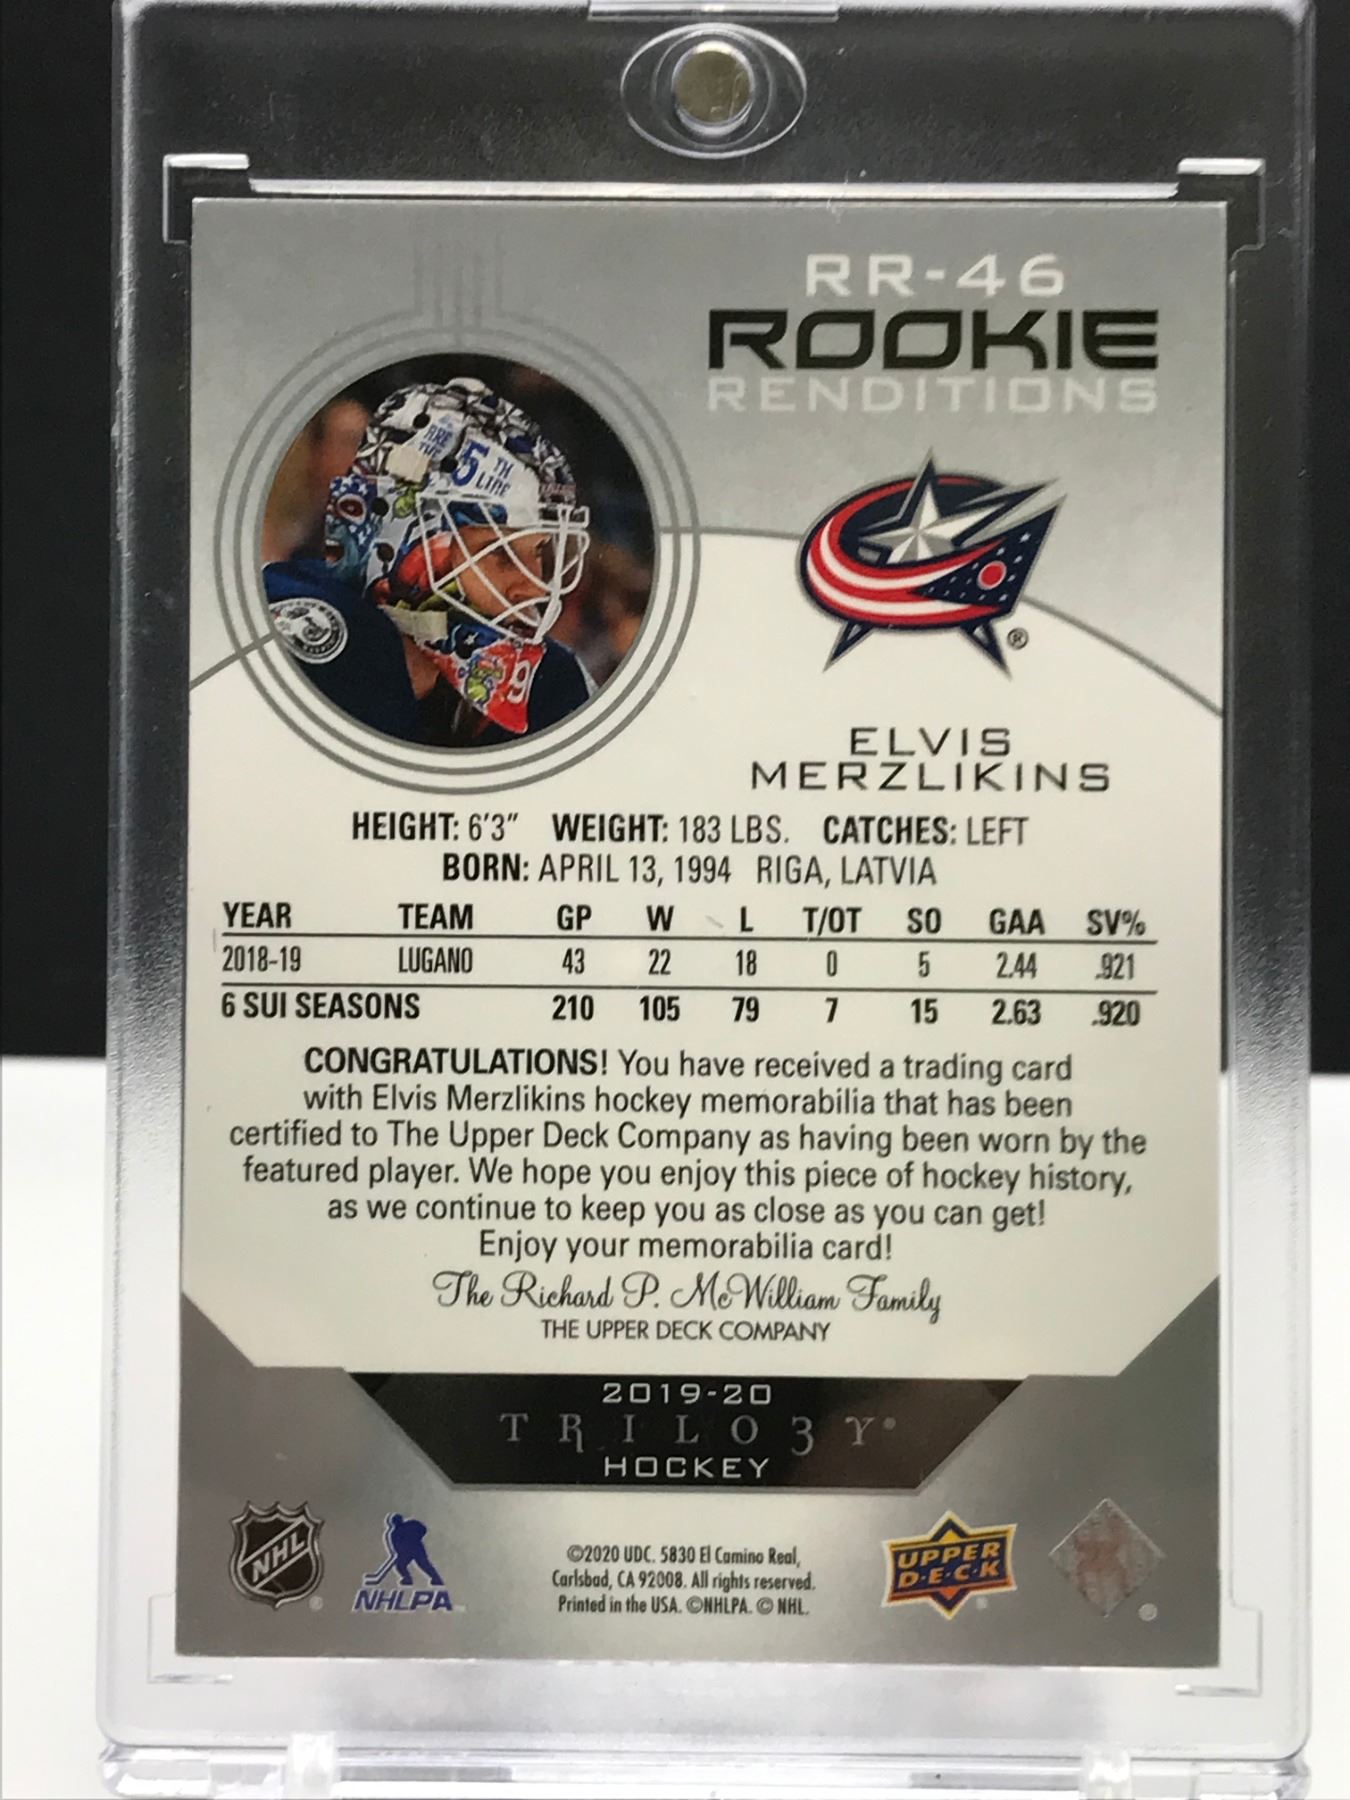 RR-46
ROOKIE
RENDITIONS
ARE
THE
5TH
LINE
9
®
ELVIS
MERZLIKINS
HEIGHT: 6'3" WEIGHT: 183 LBS. CATCHES: LEFT
BORN: APRIL 13, 1994 RIGA, LATVIA
YEAR TEAM GP W L T/OT SO GAA SV%
2018-19 LUGANO 43 22 18 0 5 2.44 .921
6 SUI SEASONS 210 105 79 7 15 2.63 .920
CONGRATULATIONS! You have received a trading card
with Elvis Merzlikins hockey memorabilia that has been
certified to The Upper Deck Company as having been worn by the
featured player. We hope you enjoy this piece of hockey history,
as we continue to keep you as close as you can get!
Enjoy your memorabilia card!
The Richard P. McWilliam Family
THE UPPER DECK COMPANY
2019-20
TRILO3Y
HOCKEY
NHL
NHLPA
©2020 UDC. 5830 El Camino Real,
Carlsbad, CA 92008. All rights reserved.
Printed in the USA. ©NHLPA. © NHL.
UPPER
D·E·C·K